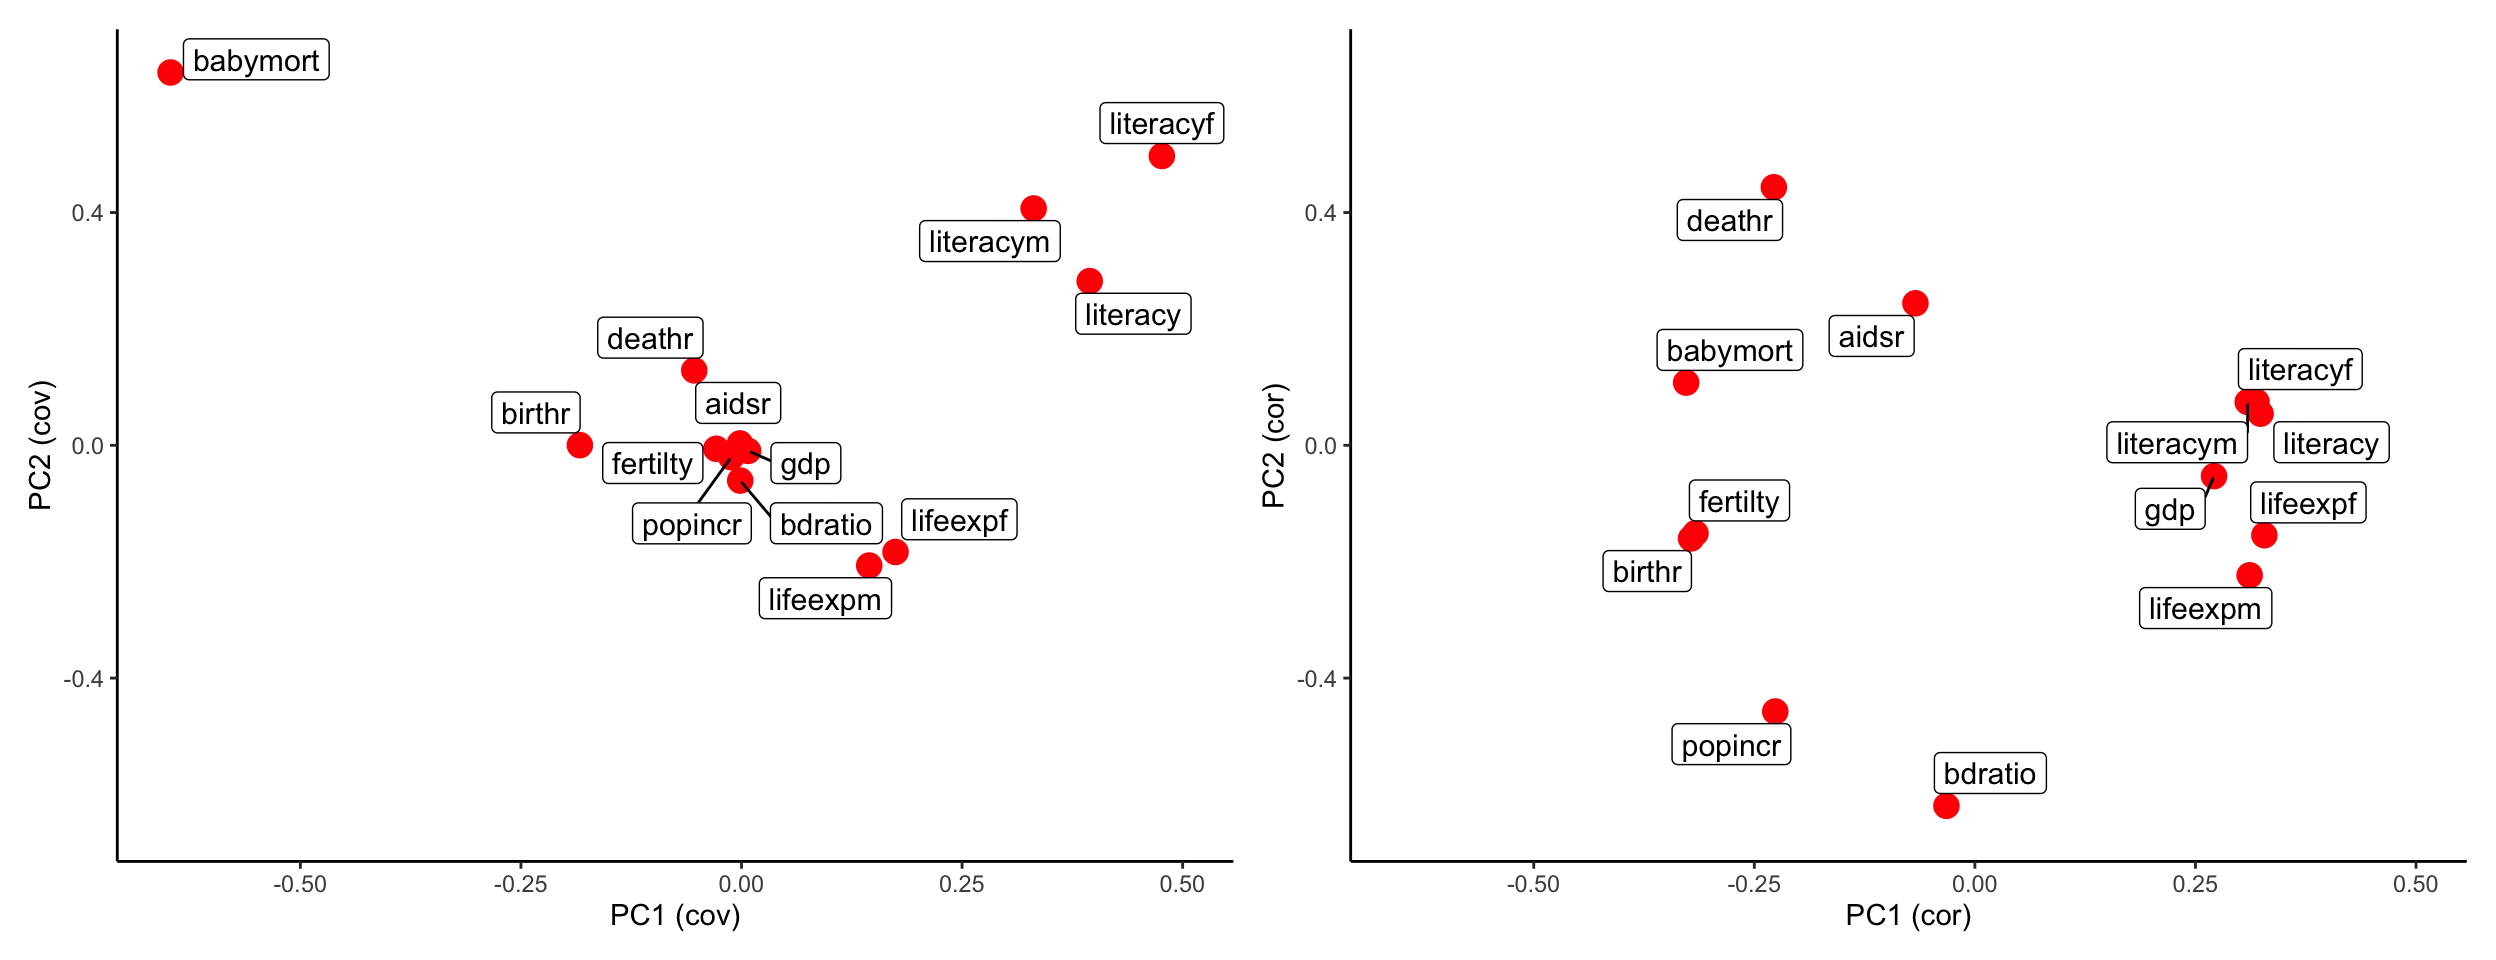 babymort
literacyf
literacym
literacy
deathr
aidsr
birthr
fertilty
gdp
popincr
bdratio
lifeexpf
lifeexpm
0.4
0.0
-0.4
-0.50
-0.25
0.00
0.25
0.50
PC1 (cov)
PC2 (cov)
deathr
aidsr
babymort
literacyf
literacym
literacy
gdp
lifeexpf
fertilty
birthr
lifeexpm
popincr
bdratio
0.4
0.0
-0.4
-0.50
-0.25
0.00
0.25
0.50
PC1 (cor)
PC2 (cor)